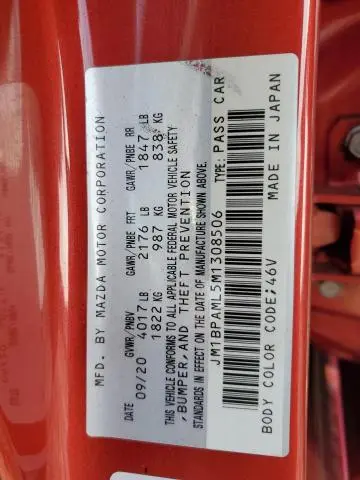 MFD. BY MAZDA MOTOR CORPORATION
DATE GVWR/PNBV GAWR/PNBE FRT GAWR/PNBE RR
09/20 4017 LB 2176 LB 1847 LB
1822 KG 987 KG 838 KG
THIS VEHICLE CONFORMS TO ALL APPLICABLE FEDERAL MOTOR VEHICLE SAFETY
,BUMPER,AND THEFT PREVENTION
STANDARDS IN EFFECT ON THE DATE OF MANUFACTURE SHOWN ABOVE.
JM1BPAML5M1308506 TYPE: PASS CAR
BODY COLOR CODE:46V MADE IN JAPAN